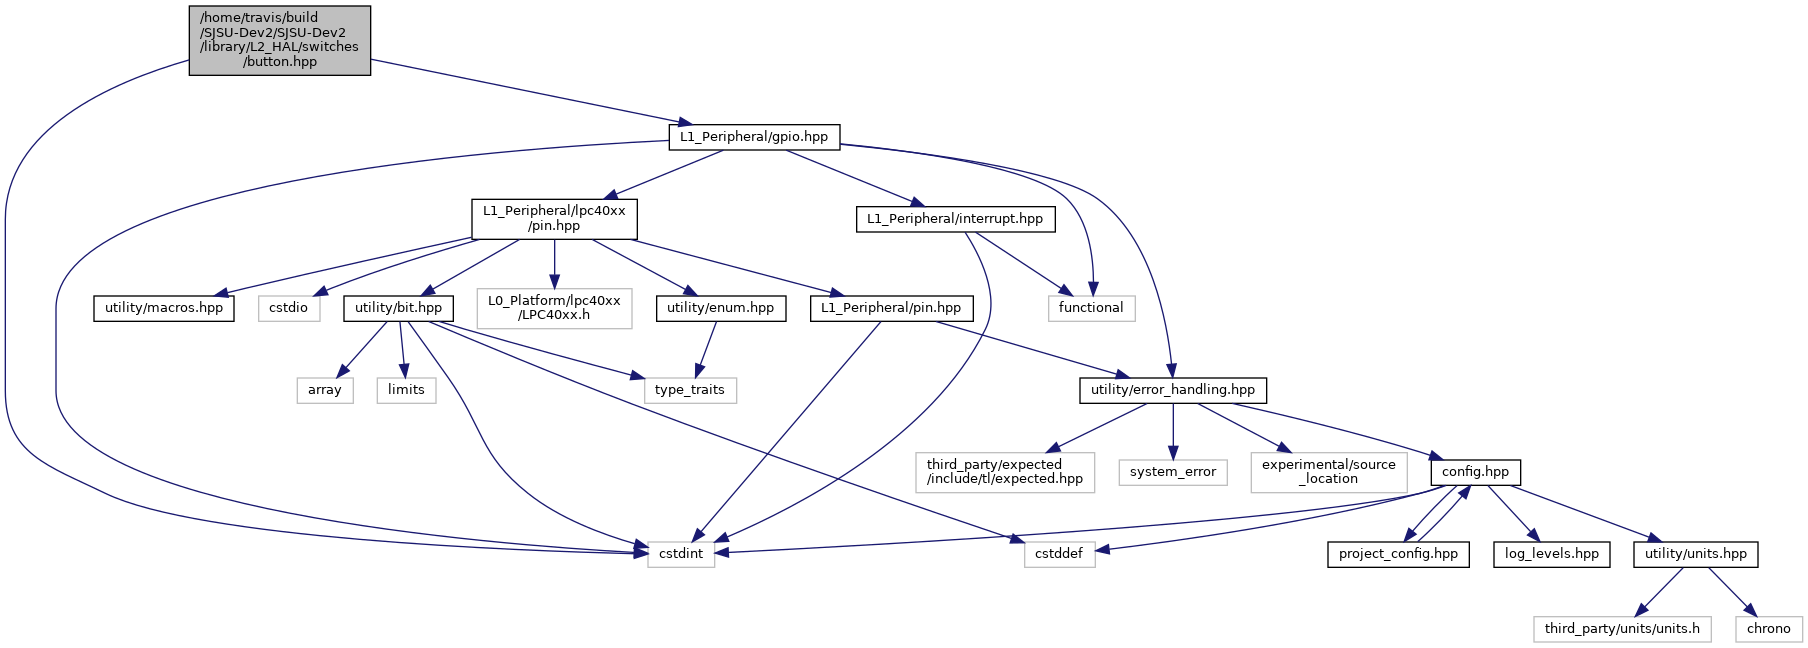 /home/travis/build
/SJSU-Dev2/SJSU-Dev2
/library/L2_HAL/switches
/button.hpp
L1_Peripheral/gpio.hpp
L1_Peripheral/lpc40xx
/pin.hpp
L1_Peripheral/interrupt.hpp
utility/macros.hpp
cstdio
utility/bit.hpp
L0_Platform/lpc40xx
/LPC40xx.h
utility/enum.hpp
L1_Peripheral/pin.hpp
functional
array
limits
type_traits
utility/error_handling.hpp
third_party/expected
/include/tl/expected.hpp
system_error
experimental/source
_location
config.hpp
cstdint
cstddef
project_config.hpp
log_levels.hpp
utility/units.hpp
third_party/units/units.h
chrono